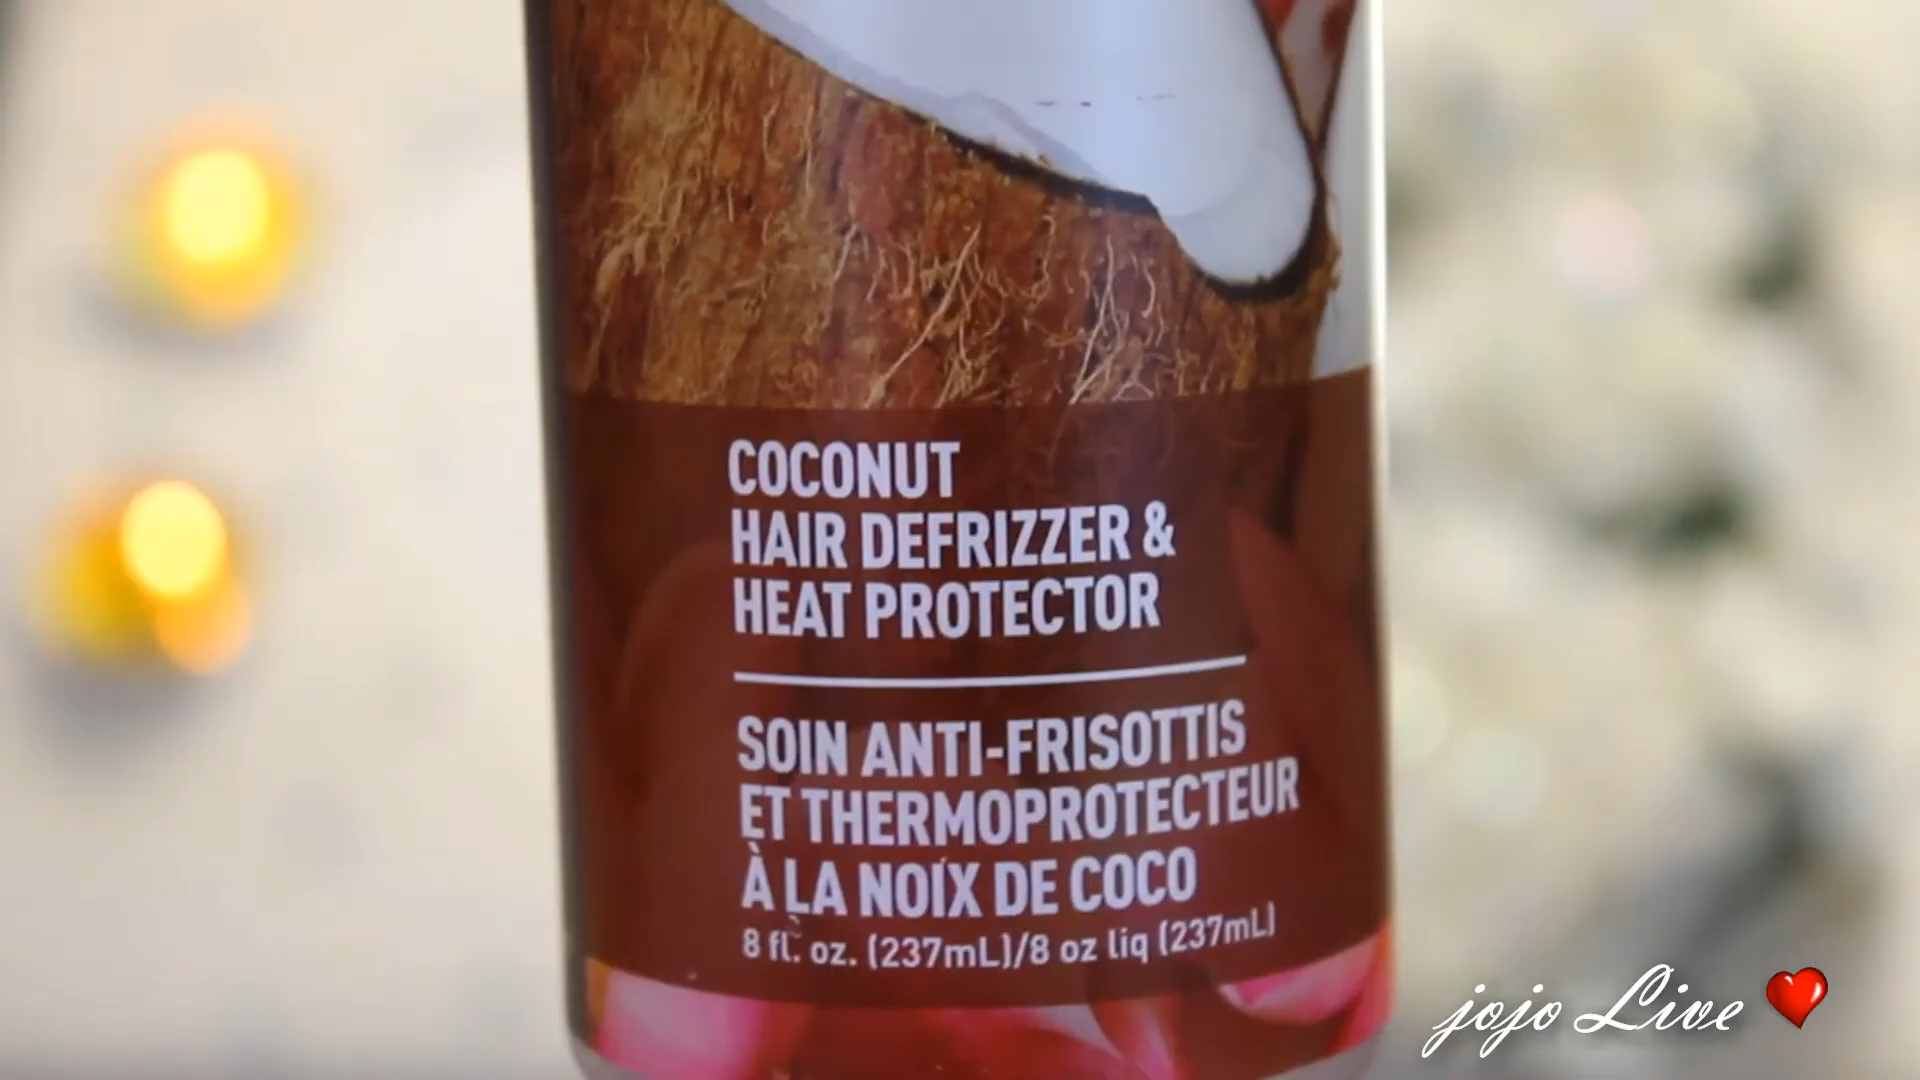 COCONUT
HAIR DEFRIZZER &
HEAT PROTECTOR
SOIN ANTI-FRISOTTIS
ET THERMOPROTECTEUR
À LA NOIX DE COCO
8 fl. oz. (237mL)/8 oz liq (237mL)
jojo Live